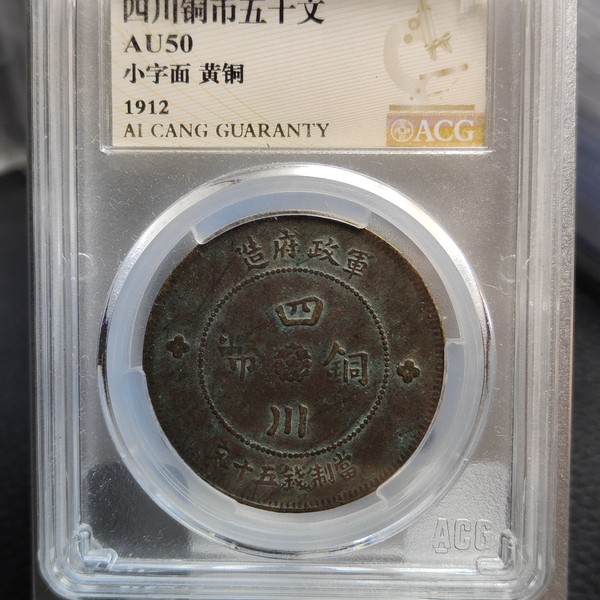 四川铜币五十文
AU50
小字面 黄铜
1912
AI CANG GUARANTY
ACG
軍政府造
四川
銅幣
當制錢五十文
ACG